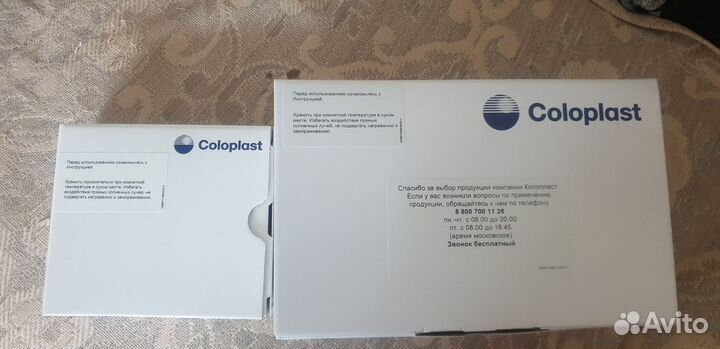 Coloplast
Перед использованием ознакомьтесь с
Инструкцией.
Хранить горизонтально при комнатной
температуре в сухом месте. Избегать
воздействия прямых солнечных лучей, не
подвергать нагреванию и замораживанию.
Coloplast
Перед использованием ознакомьтесь с
Инструкцией.
Хранить при комнатной температуре в сухом
месте. Избегать воздействия прямых
солнечных лучей, не подвергать нагреванию и
замораживанию.
Спасибо за выбор продукции компании Колопласт.
Если у вас возникли вопросы по применению
продукции, обращайтесь к нам по телефону
8 800 700 11 26
пн.-чт. с 08.00 до 20.00
пт. с 08.00 до 18.45
(время московское)
Звонок бесплатный
Avito